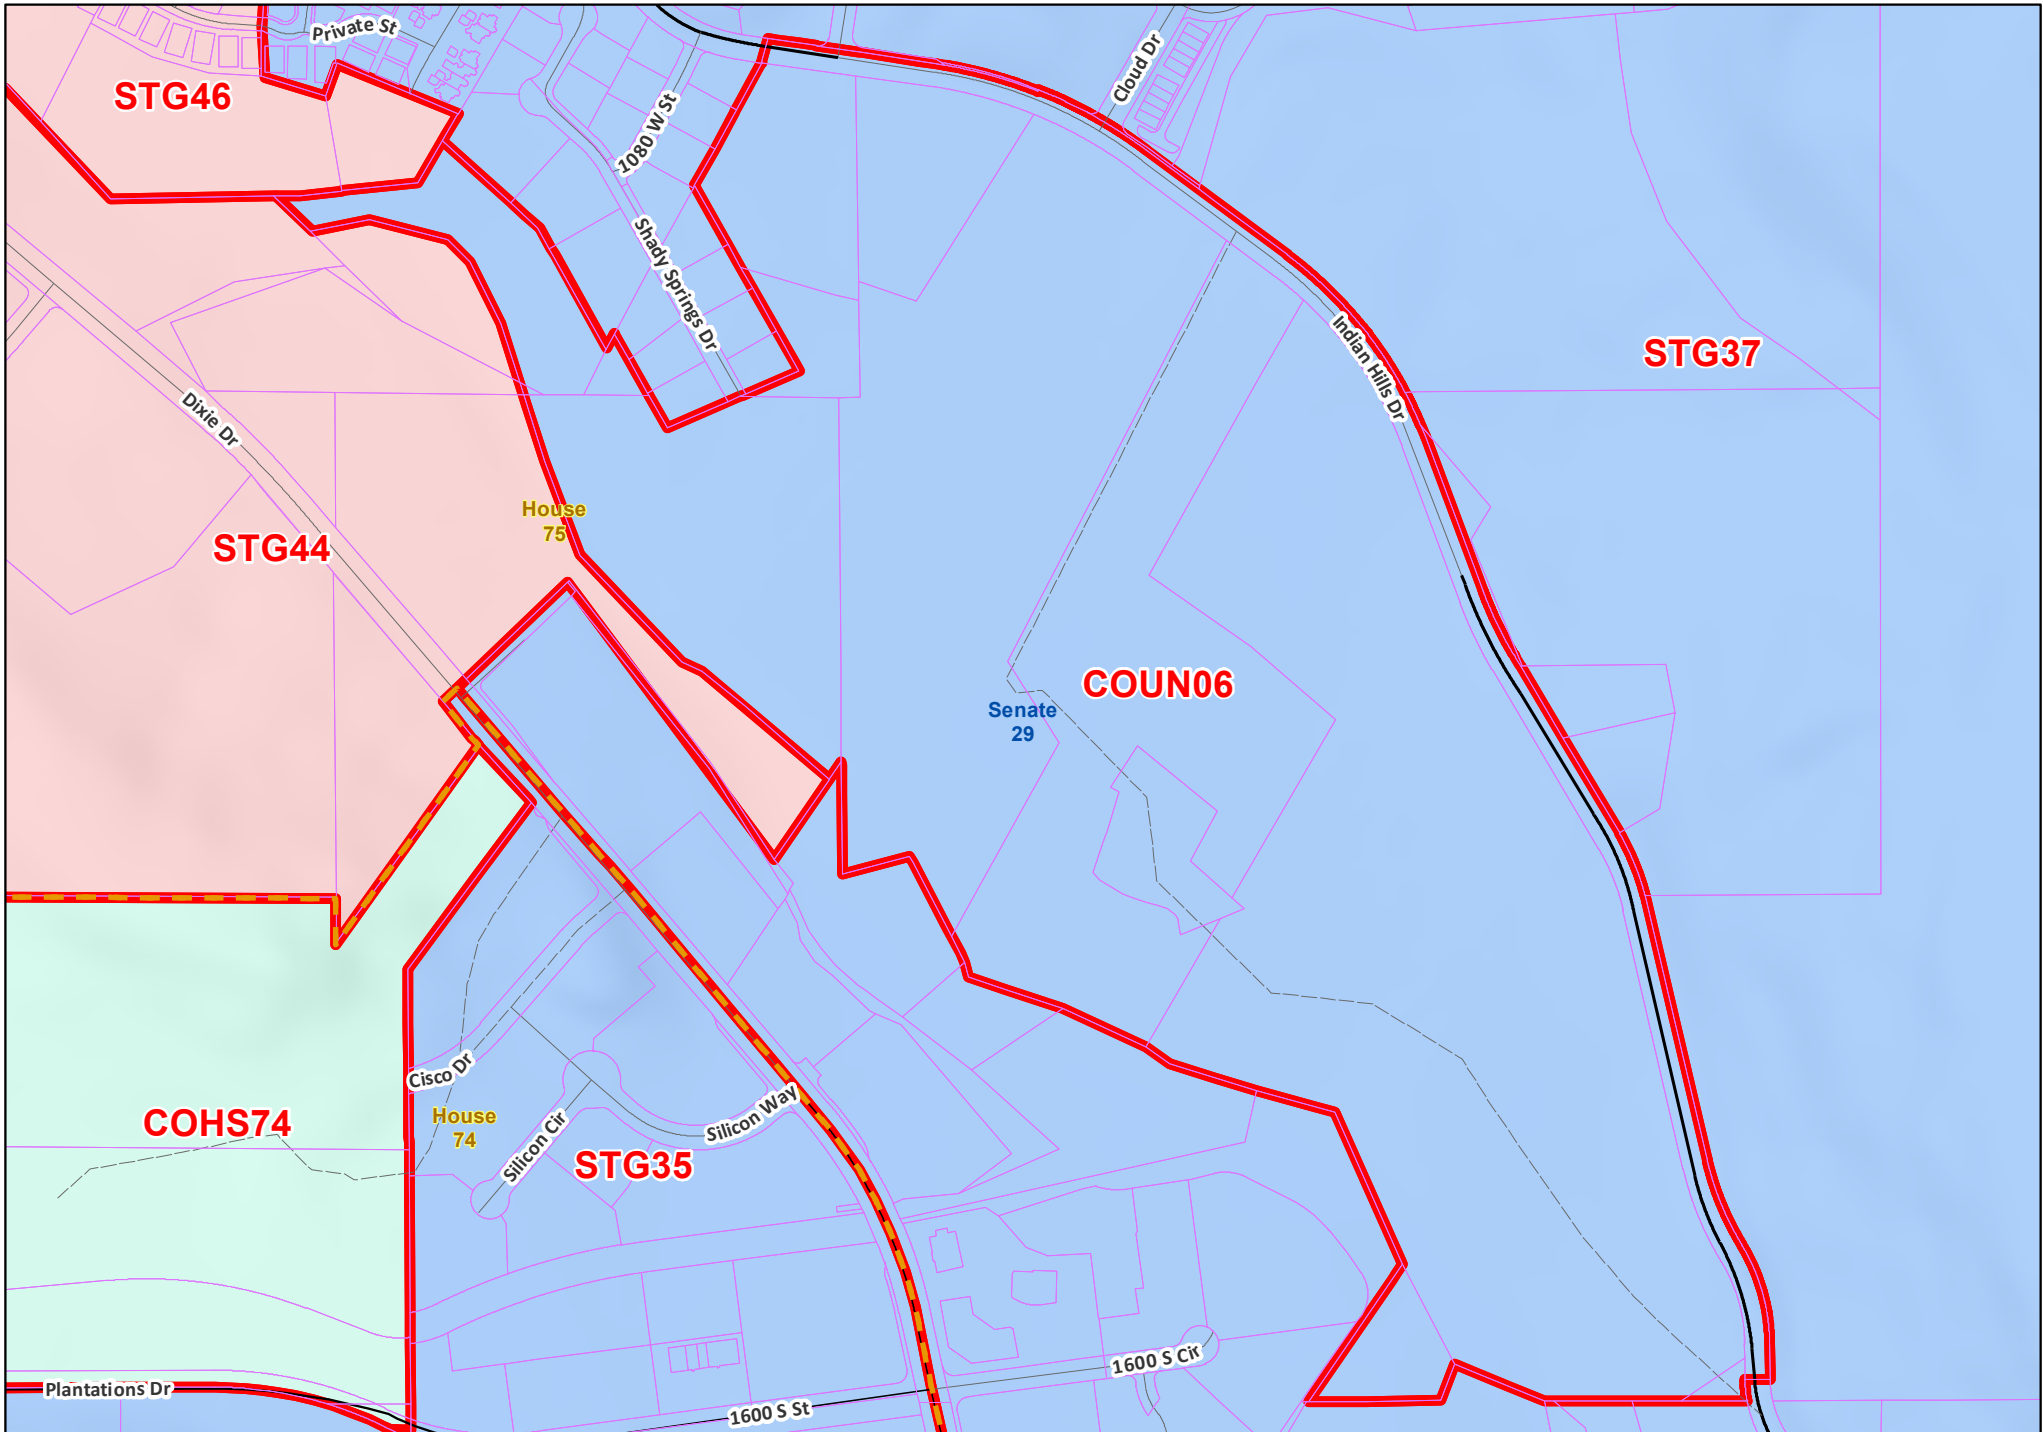 Private St
STG46
Cloud Dr
1080 W St
Shady Springs Dr
Indian Hills Dr
STG37
Dixie Dr
House
75
STG44
COUN06
Senate
29
Cisco Dr
COHS74
House
74
Silicon Way
Silicon Cir
STG35
1600 S Cir
Plantations Dr
1600 S St